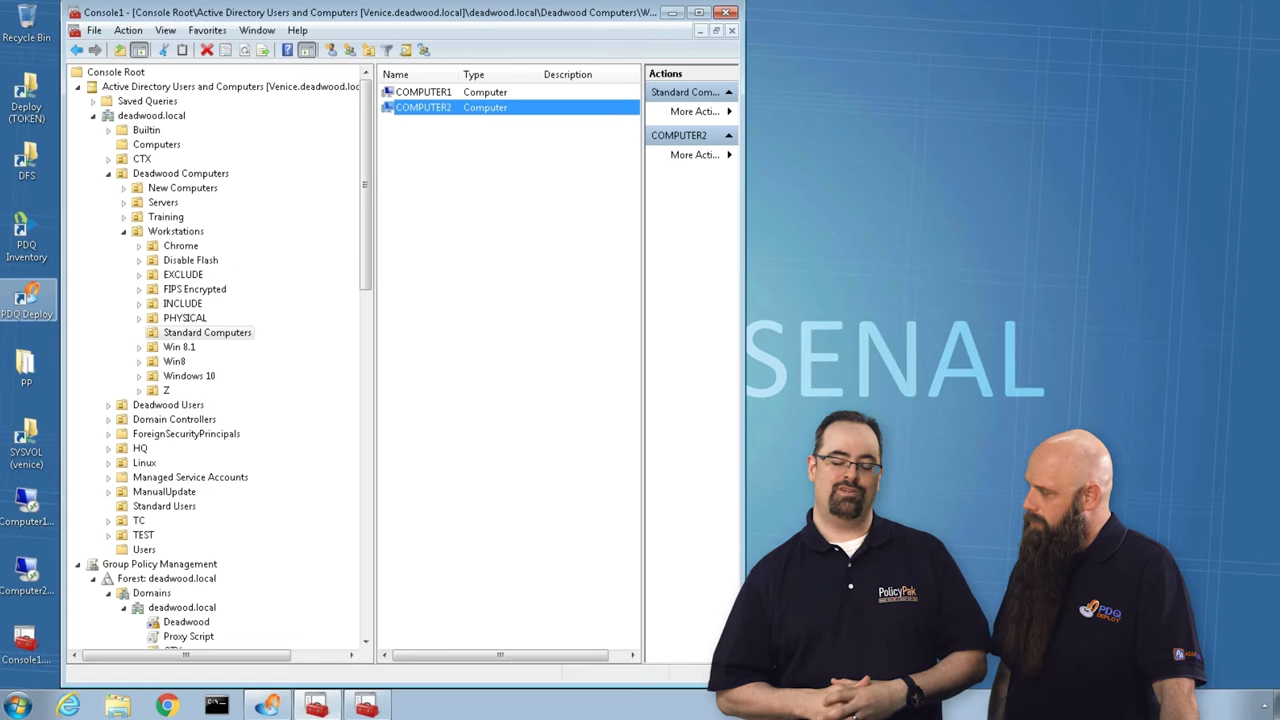 Console1 - [Console Root\Active Directory Users and Computers [Venice.deadwood.local]\deadwood.local\Deadwood Computers\W...
File Action View Favorites Window Help
Recycle Bin
Deploy
(TOKEN)
DFS
PDQ
Inventory
PDQ Deploy
PP
SYSVOL
(venice)
Computer1...
Computer2...
Console1....
Console Root
Active Directory Users and Computers [Venice.deadwood.loc
Saved Queries
deadwood.local
Builtin
Computers
CTX
Deadwood Computers
New Computers
Servers
Training
Workstations
Chrome
Disable Flash
EXCLUDE
FIPS Encrypted
INCLUDE
PHYSICAL
Standard Computers
Win 8.1
Win8
Windows 10
Z
Deadwood Users
Domain Controllers
ForeignSecurityPrincipals
HQ
Linux
Managed Service Accounts
ManualUpdate
Standard Users
TC
TEST
Users
Group Policy Management
Forest: deadwood.local
Domains
deadwood.local
Deadwood
Proxy Script
Name Type Description
COMPUTER1 Computer
COMPUTER2 Computer
Actions
Standard Com...
More Acti...
COMPUTER2
More Acti...
SENAL
PolicyPak
PDQ
DEPLOY
C:\_